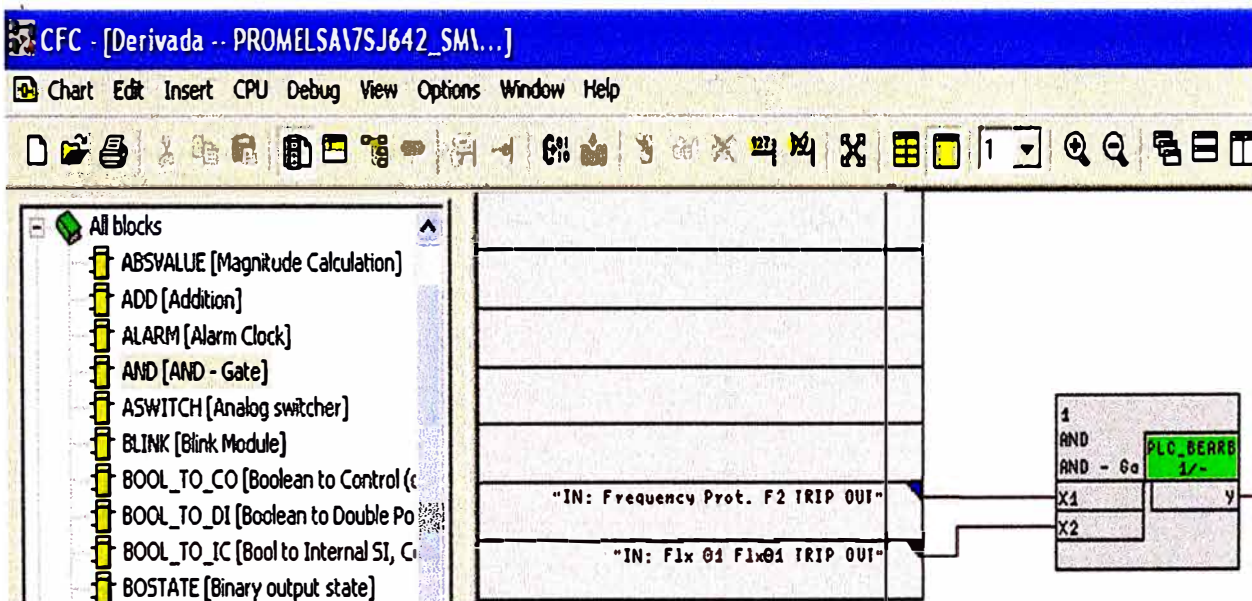 CFC - [Derivada -- PROMELSA\7SJ642_SM\...]
Chart Edit Insert CPU Debug View Options Window Help
1
All blocks
ABSVALUE [Magnitude Calculation]
ADD [Addition]
ALARM [Alarm Clock]
AND [AND - Gate]
ASWITCH [Analog switcher]
BLINK [Blink Module]
BOOL_TO_CO [Boolean to Control (c
BOOL_TO_DI [Boolean to Double Po
BOOL_TO_IC [Bool to Internal SI,
BOSTATE [Binary output state]
"IN: Frequency Prot. F2 TRIP OUT"
"IN: Flx 01 Flx01 TRIP OUT"
1
AND
AND - Ga
PLC_BEARB
1/-
X1
Y
X2